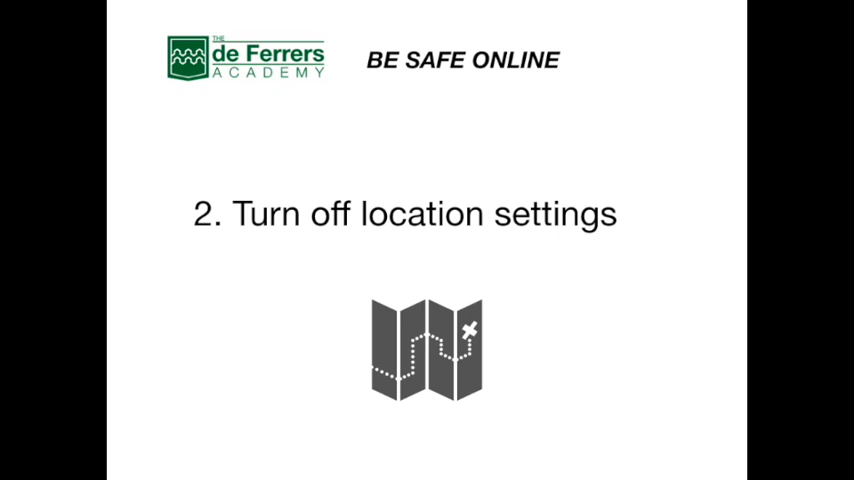 THE
de Ferrers
ACADEMY
BE SAFE ONLINE
2. Turn off location settings